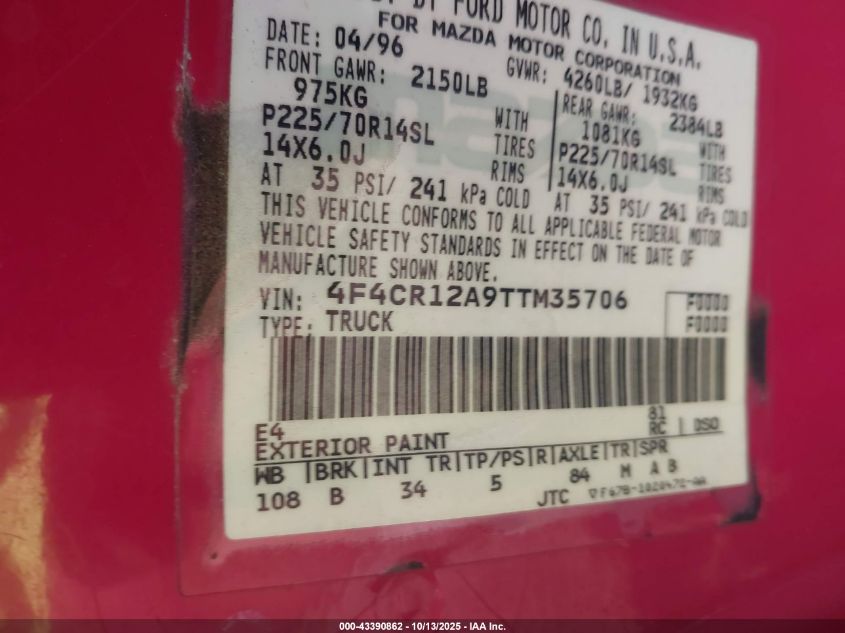 BY FORD MOTOR CO. IN U.S.A.
FOR MAZDA MOTOR CORPORATION
DATE: 04/96 GVWR: 4260LB/ 1932KG
FRONT GAWR: 2150LB REAR GAWR: 2384LB
975KG WITH 1081KG WITH
P225/70R14SL TIRES P225/70R14SL TIRES
14X6.0J RIMS 14X6.0J RIMS
AT 35 PSI/ 241 kPa COLD AT 35 PSI/ 241 kPa COLD
THIS VEHICLE CONFORMS TO ALL APPLICABLE FEDERAL MOTOR
VEHICLE SAFETY STANDARDS IN EFFECT ON THE DATE OF
MANUFACTURE SHOWN ABOVE.
VIN: 4F4CR12A9TTM35706 F0000
TYPE: TRUCK F0000
E4 81
EXTERIOR PAINT RC DSO
WB BRK INT TR TP/PS R AXLE TR SPR
108 B 34 5 84 M A B
JTC
000-43390862 - 10/13/2025 - IAA Inc.